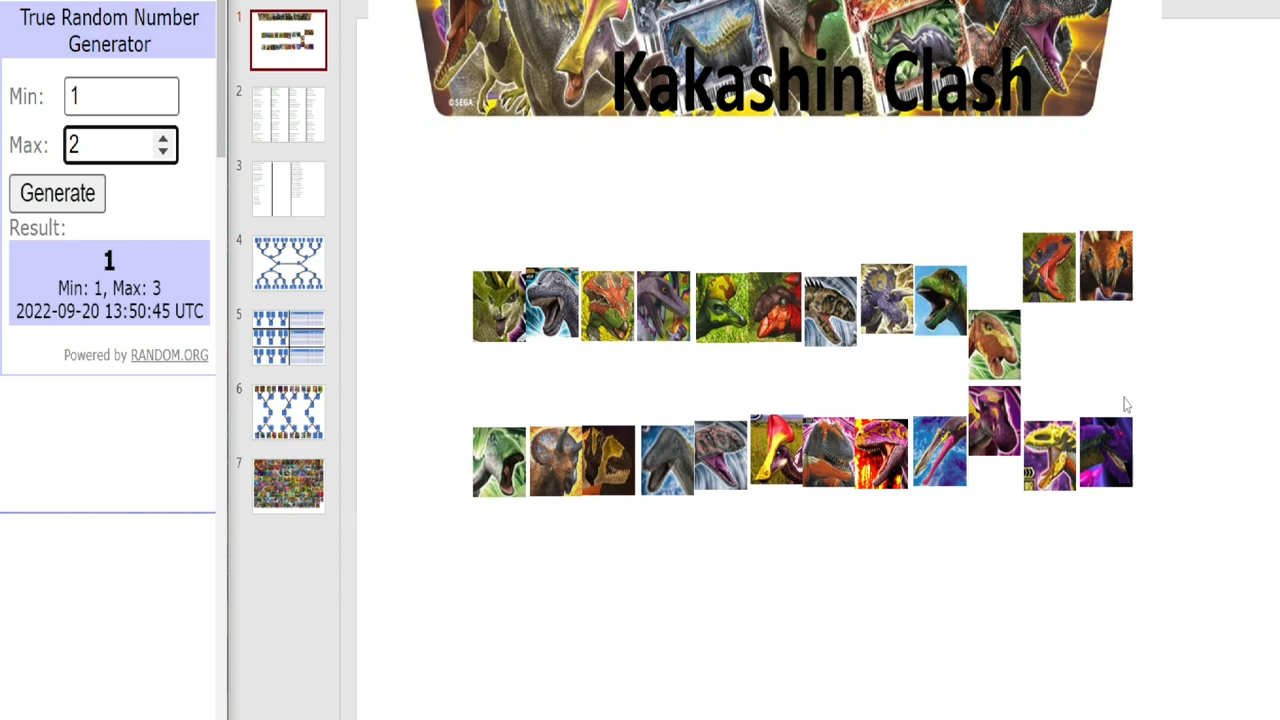 True Random Number
Generator
Min: 1
Max: 2
Generate
Result:
1
Min: 1, Max: 3
2022-09-20 13:50:45 UTC
Powered by RANDOM.ORG
1
2
3
4
5
6
7
©SEGA
Kakashin Clash